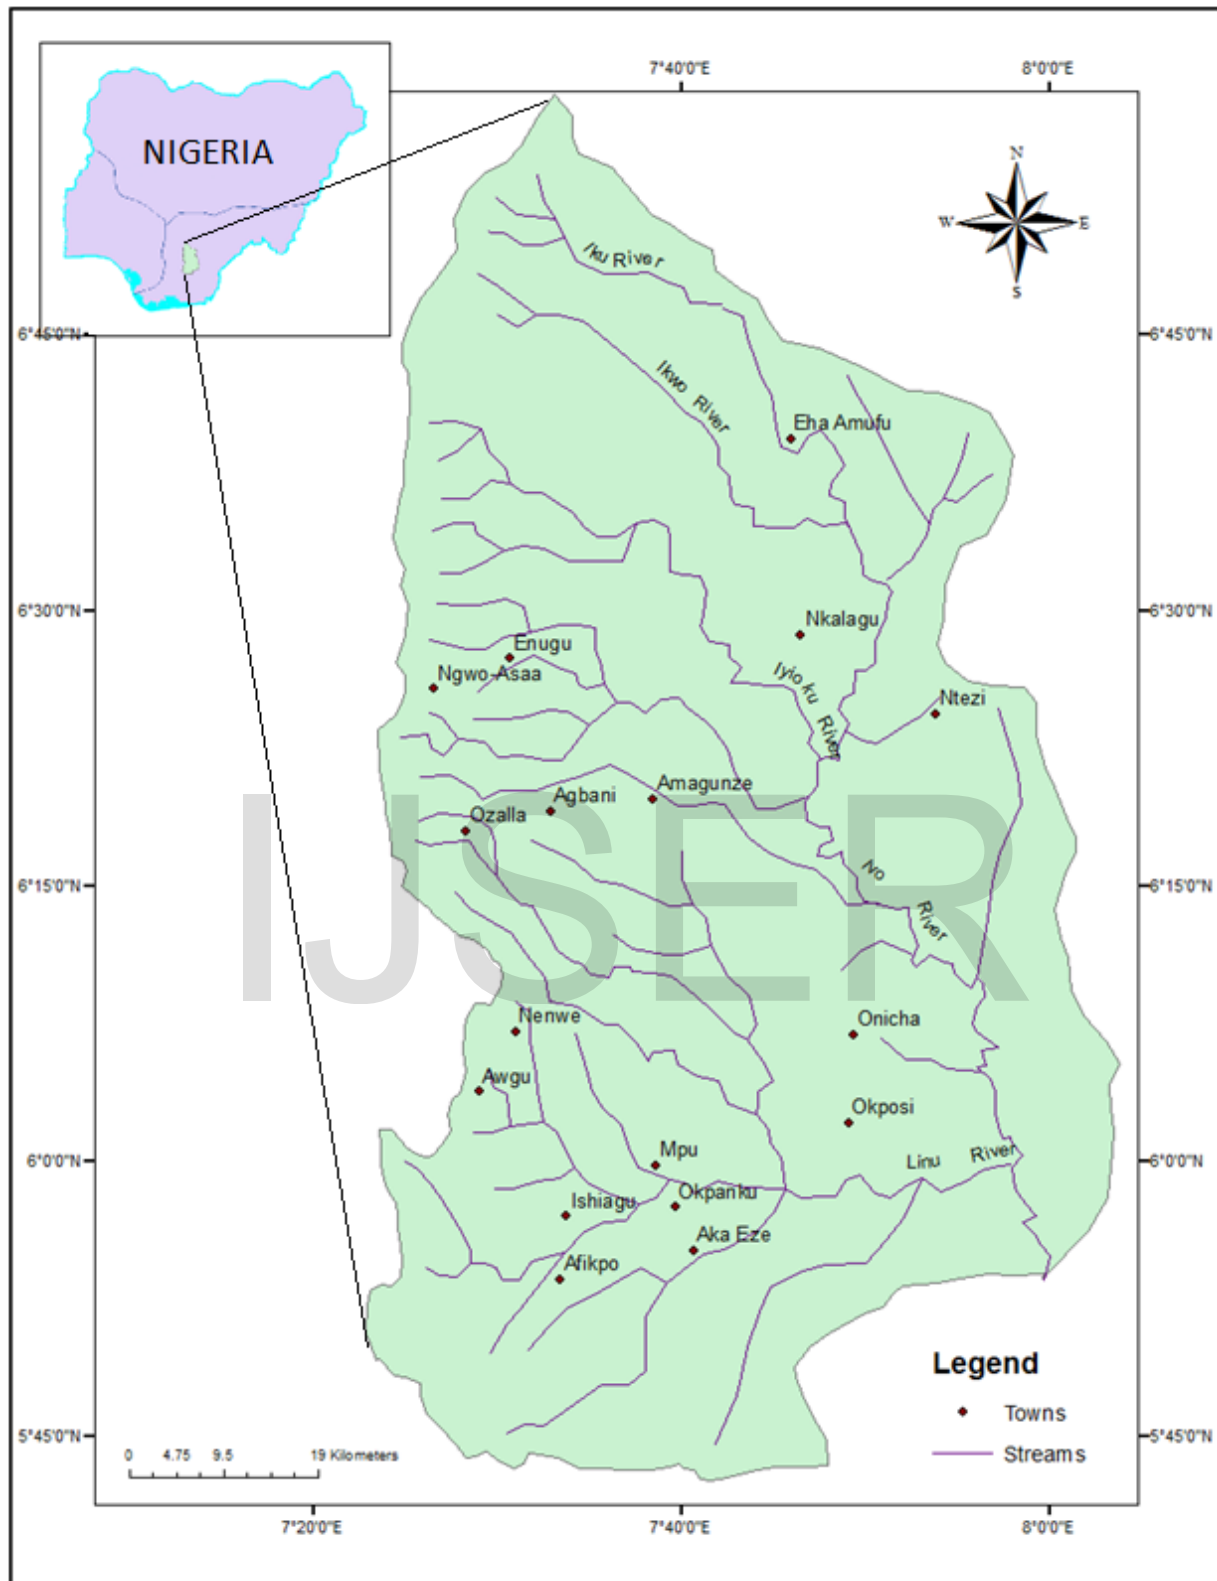 7°40'0"E
8°0'0"E
NIGERIA
N
W
E
S
Iku River
6°45'0"N
6°45'0"N
Ikwo River
Eha Amufu
6°30'0"N
6°30'0"N
Nkalagu
Enugu
Ngwo-Asaa
Iyioku River
Ntezi
Amagunze
Agbani
Ozalla
IJSER
No River
6°15'0"N
6°15'0"N
Nenwe
Onicha
Awgu
Okposi
Mpu
Linu River
6°0'0"N
6°0'0"N
Okpanku
Ishiagu
Aka Eze
Afikpo
Legend
Towns
Streams
5°45'0"N
5°45'0"N
0 4.75 9.5 19 Kilometers
7°20'0"E
7°40'0"E
8°0'0"E